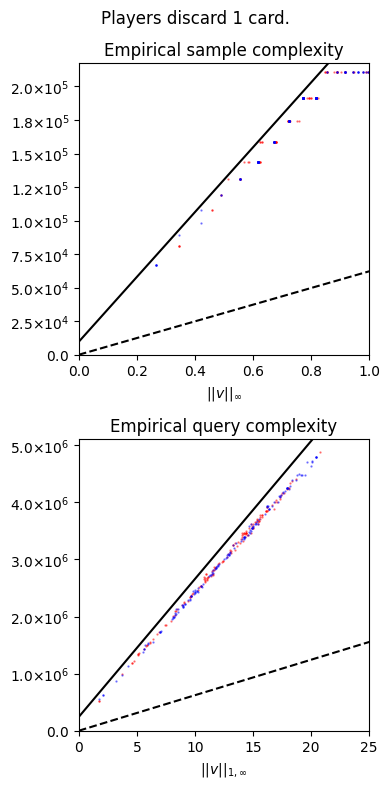 Players discard 1 card.
Empirical sample complexity
2.0×10⁵
1.8×10⁵
1.5×10⁵
1.2×10⁵
1.0×10⁵
7.5×10⁴
5.0×10⁴
2.5×10⁴
0.0
0.0 0.2 0.4 0.6 0.8 1.0
||v||∞
Empirical query complexity
5.0×10⁶
4.0×10⁶
3.0×10⁶
2.0×10⁶
1.0×10⁶
0.0
0 5 10 15 20 25
||v||₁,∞